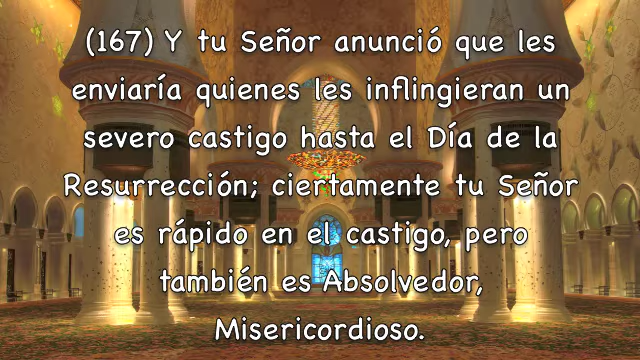 (167) Y tu Señor anunció que les
enviaría quienes les inflingieran un
severo castigo hasta el Día de la
Resurrección; ciertamente tu Señor
es rápido en el castigo, pero
también es Absolvedor,
Misericordioso.